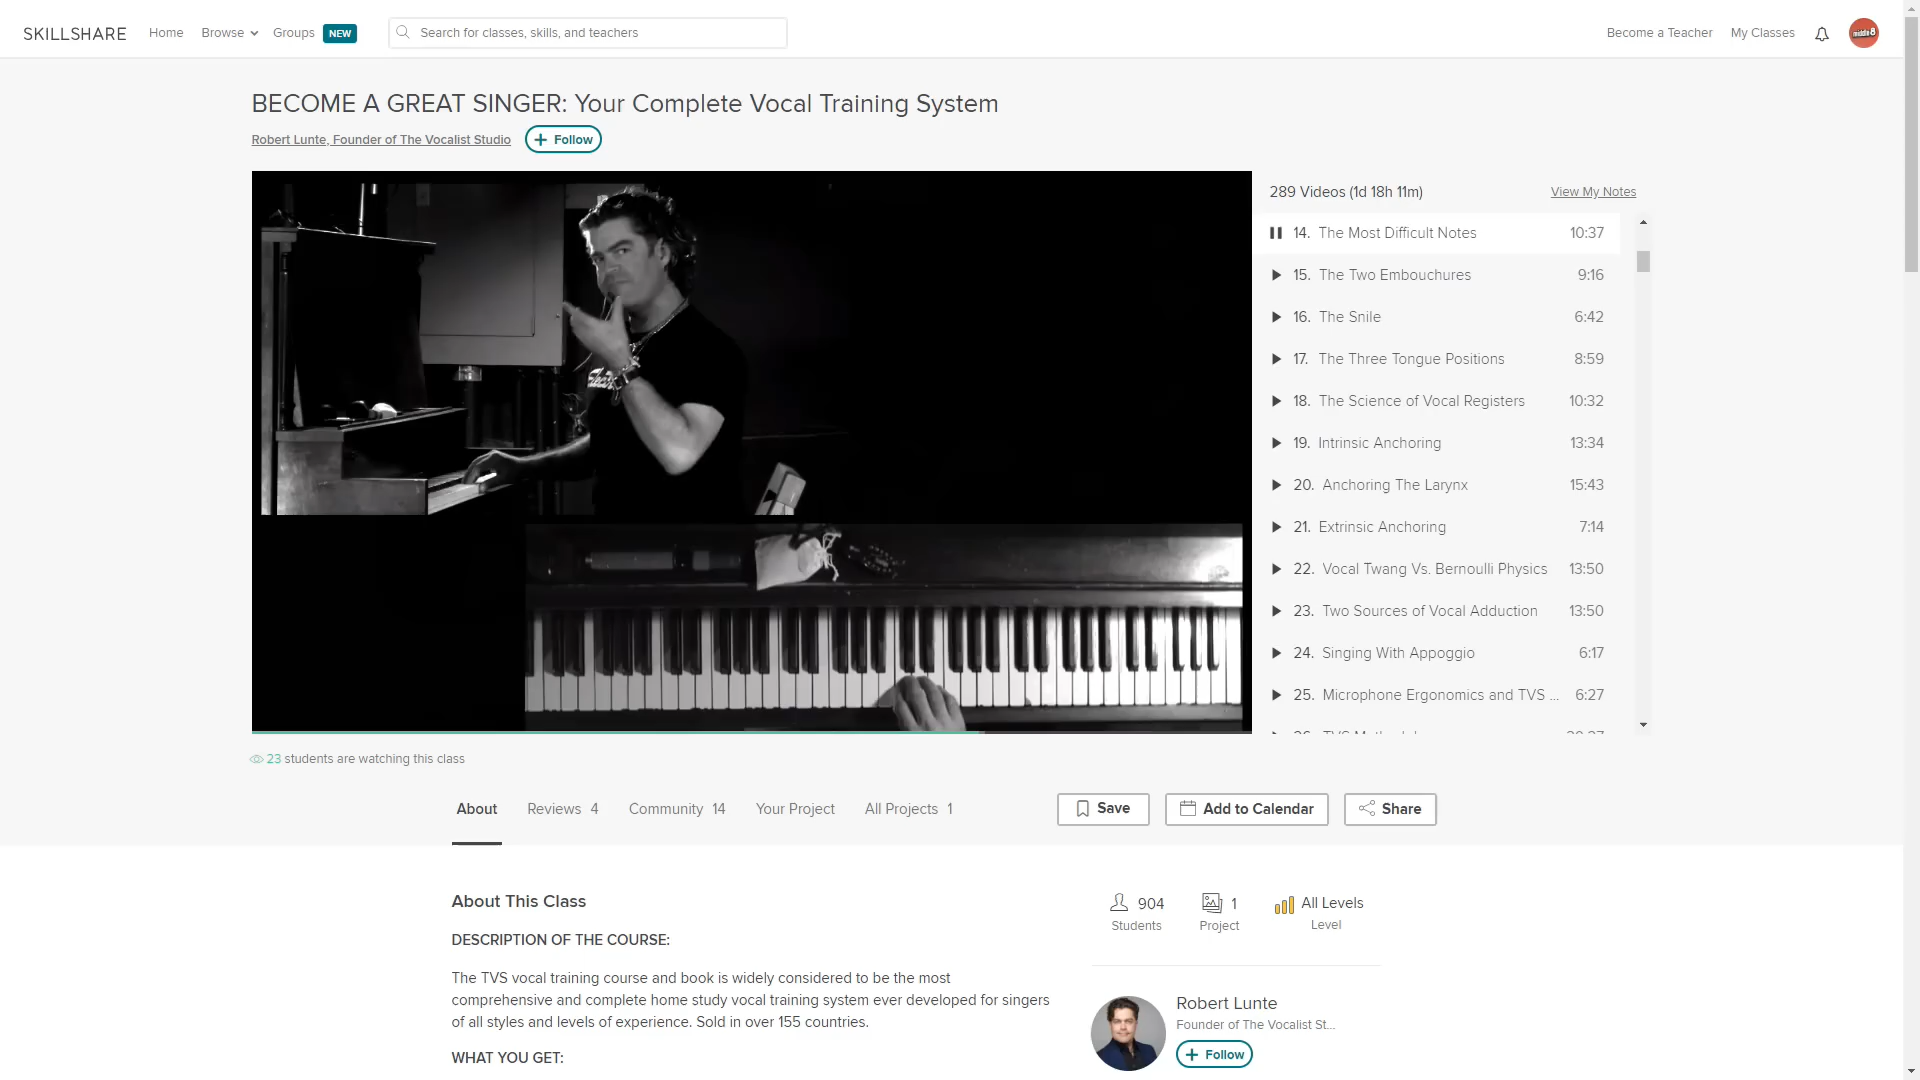 SKILLSHARE Home Browse Groups NEW Search for classes, skills, and teachers Become a Teacher My Classes
BECOME A GREAT SINGER: Your Complete Vocal Training System
Robert Lunte, Founder of The Vocalist Studio + Follow
289 Videos (1d 18h 11m) View My Notes
14. The Most Difficult Notes 10:37
15. The Two Embouchures 9:16
16. The Snile 6:42
17. The Three Tongue Positions 8:59
18. The Science of Vocal Registers 10:32
19. Intrinsic Anchoring 13:34
20. Anchoring The Larynx 15:43
21. Extrinsic Anchoring 7:14
22. Vocal Twang Vs. Bernoulli Physics 13:50
23. Two Sources of Vocal Adduction 13:50
24. Singing With Appoggio 6:17
25. Microphone Ergonomics and TVS ... 6:27
23 students are watching this class
About Reviews 4 Community 14 Your Project All Projects 1 Save Add to Calendar Share
About This Class
904 1 All Levels
Students Project Level
DESCRIPTION OF THE COURSE:
The TVS vocal training course and book is widely considered to be the most
comprehensive and complete home study vocal training system ever developed for singers
of all styles and levels of experience. Sold in over 155 countries.
WHAT YOU GET:
Robert Lunte
Founder of The Vocalist St...
+ Follow